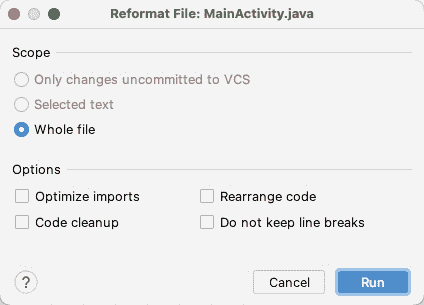 Reformat File: MainActivity.java
Scope
Only changes uncommitted to VCS
Selected text
Whole file
Options
Optimize imports Rearrange code
Code cleanup Do not keep line breaks
? Cancel Run